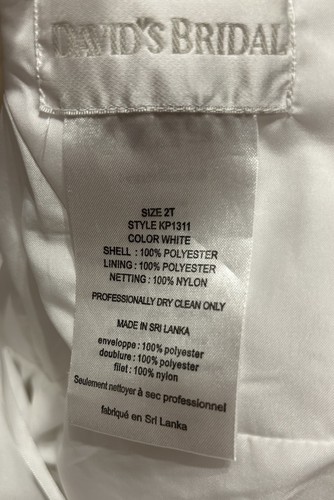 DAVID'S BRIDAL
SIZE 2T
STYLE KP1311
COLOR WHITE
SHELL : 100% POLYESTER
LINING : 100% POLYESTER
NETTING : 100% NYLON
PROFESSIONALLY DRY CLEAN ONLY
MADE IN SRI LANKA
enveloppe : 100% polyester
doublure : 100% polyester
filet : 100% nylon
Seulement nettoyer à sec professionnel
fabriqué en Sri Lanka